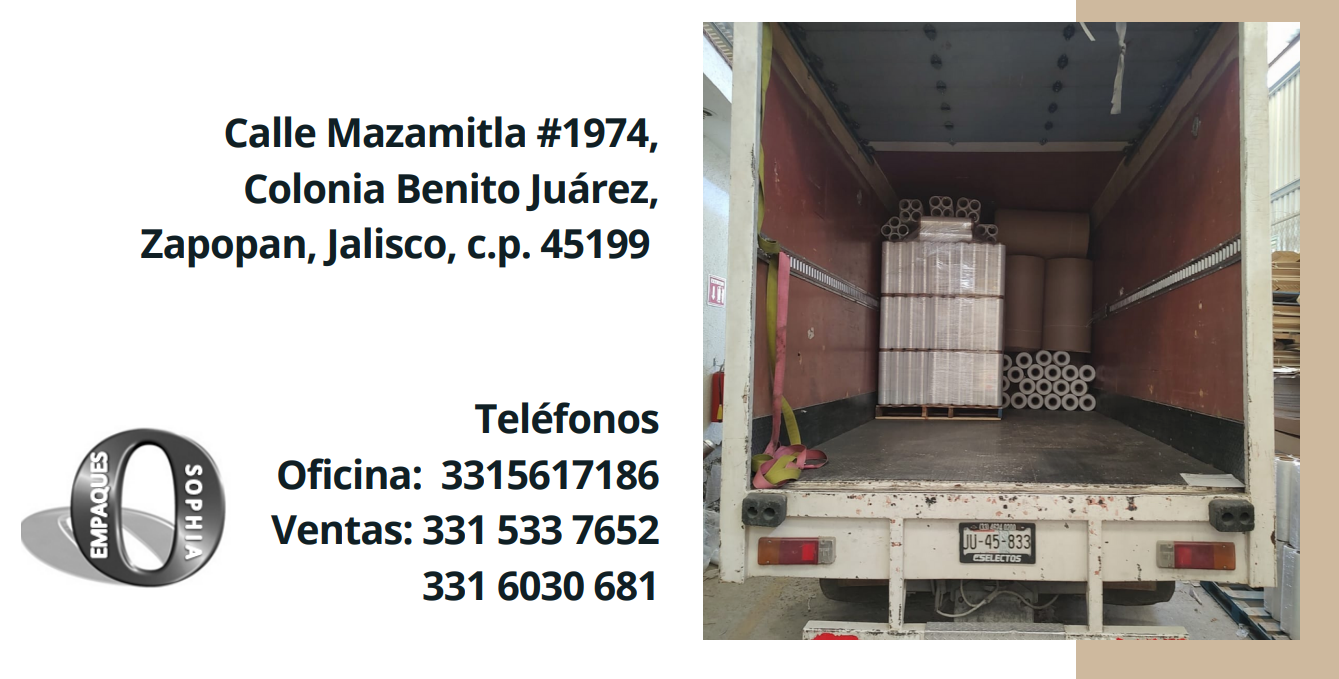 Calle Mazamitla #1974,
Colonia Benito Juárez,
Zapopan, Jalisco, c.p. 45199
Teléfonos
Oficina: 3315617186
Ventas: 331 533 7652
331 6030 681
EMPAQUES
SOPHIA
JU-45-833
SELECTOS